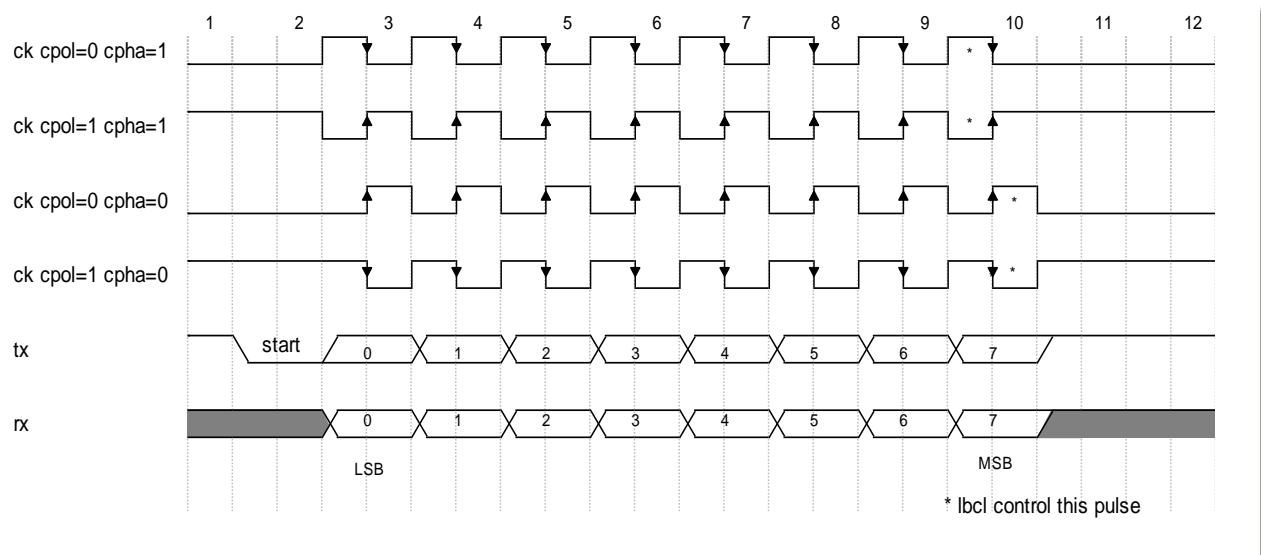 1 2 3 4 5 6 7 8 9 10 11 12
ck cpol=0 cpha=1 *
ck cpol=1 cpha=1 *
ck cpol=0 cpha=0 *
ck cpol=1 cpha=0 *
tx start 0 1 2 3 4 5 6 7
rx 0 1 2 3 4 5 6 7
LSB MSB
* lbcl control this pulse